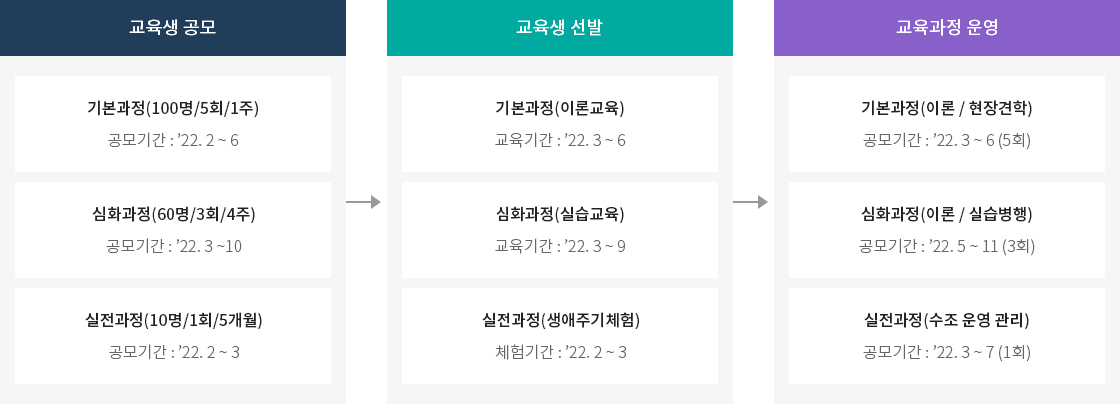 교육생 공모
기본과정(100명/5회/1주)
공모기간 : ’22. 2 ~ 6
심화과정(60명/3회/4주)
공모기간 : ’22. 3 ~10
실전과정(10명/1회/5개월)
공모기간 : ’22. 2 ~ 3
교육생 선발
기본과정(이론교육)
교육기간 : ’22. 3 ~ 6
심화과정(실습교육)
교육기간 : ’22. 3 ~ 9
실전과정(생애주기체험)
체험기간 : ’22. 2 ~ 3
교육과정 운영
기본과정(이론 / 현장견학)
공모기간 : ’22. 3 ~ 6 (5회)
심화과정(이론 / 실습병행)
공모기간 : ’22. 5 ~ 11 (3회)
실전과정(수조 운영 관리)
공모기간 : ’22. 3 ~ 7 (1회)